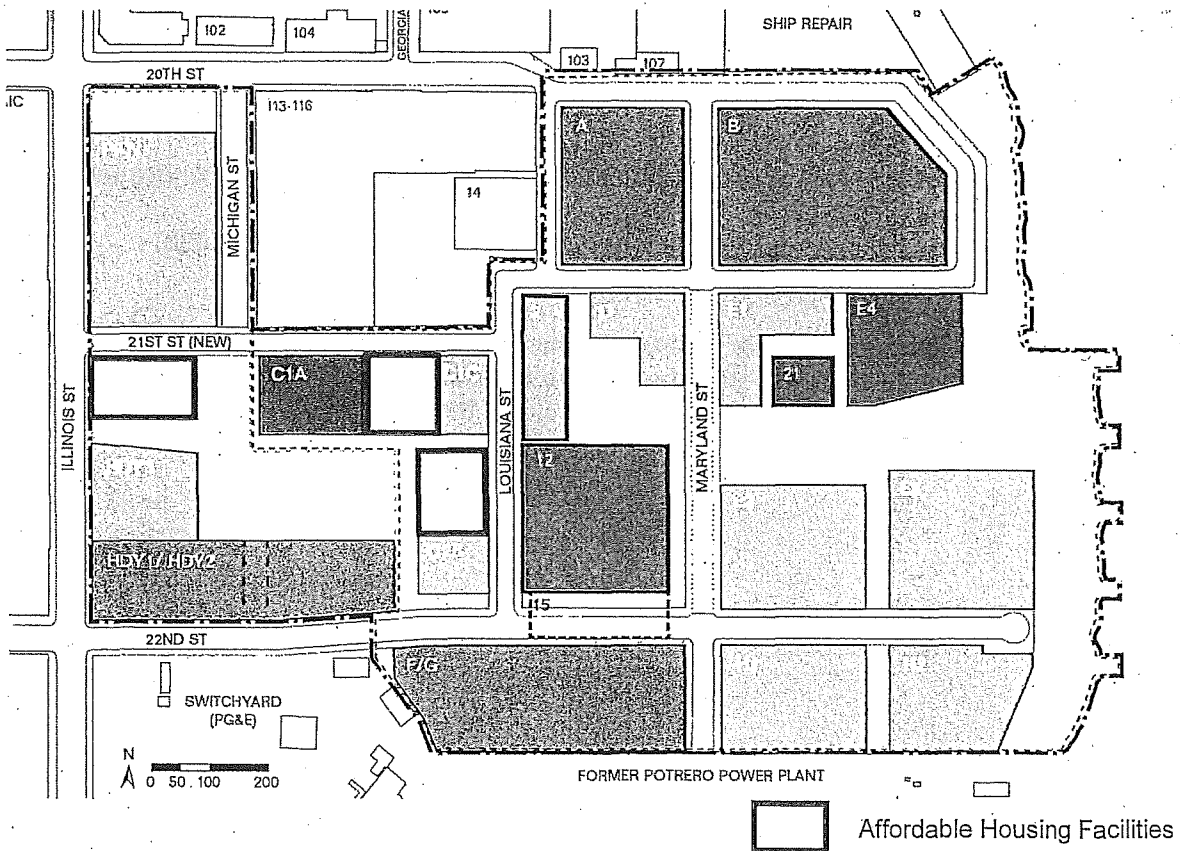 102
104
GEORGIA
103
107
SHIP REPAIR
20TH ST
AIC
113-116
A
B
MICHIGAN ST
14
21ST ST (NEW)
E4
C1A
21
ILLINOIS ST
LOUISIANA ST
12
MARYLAND ST
HDY1/ HDY2
15
22ND ST
F/G
SWITCHYARD
(PG&E)
N
0 50 . 100 200
FORMER POTRERO POWER PLANT
Affordable Housing Facilities